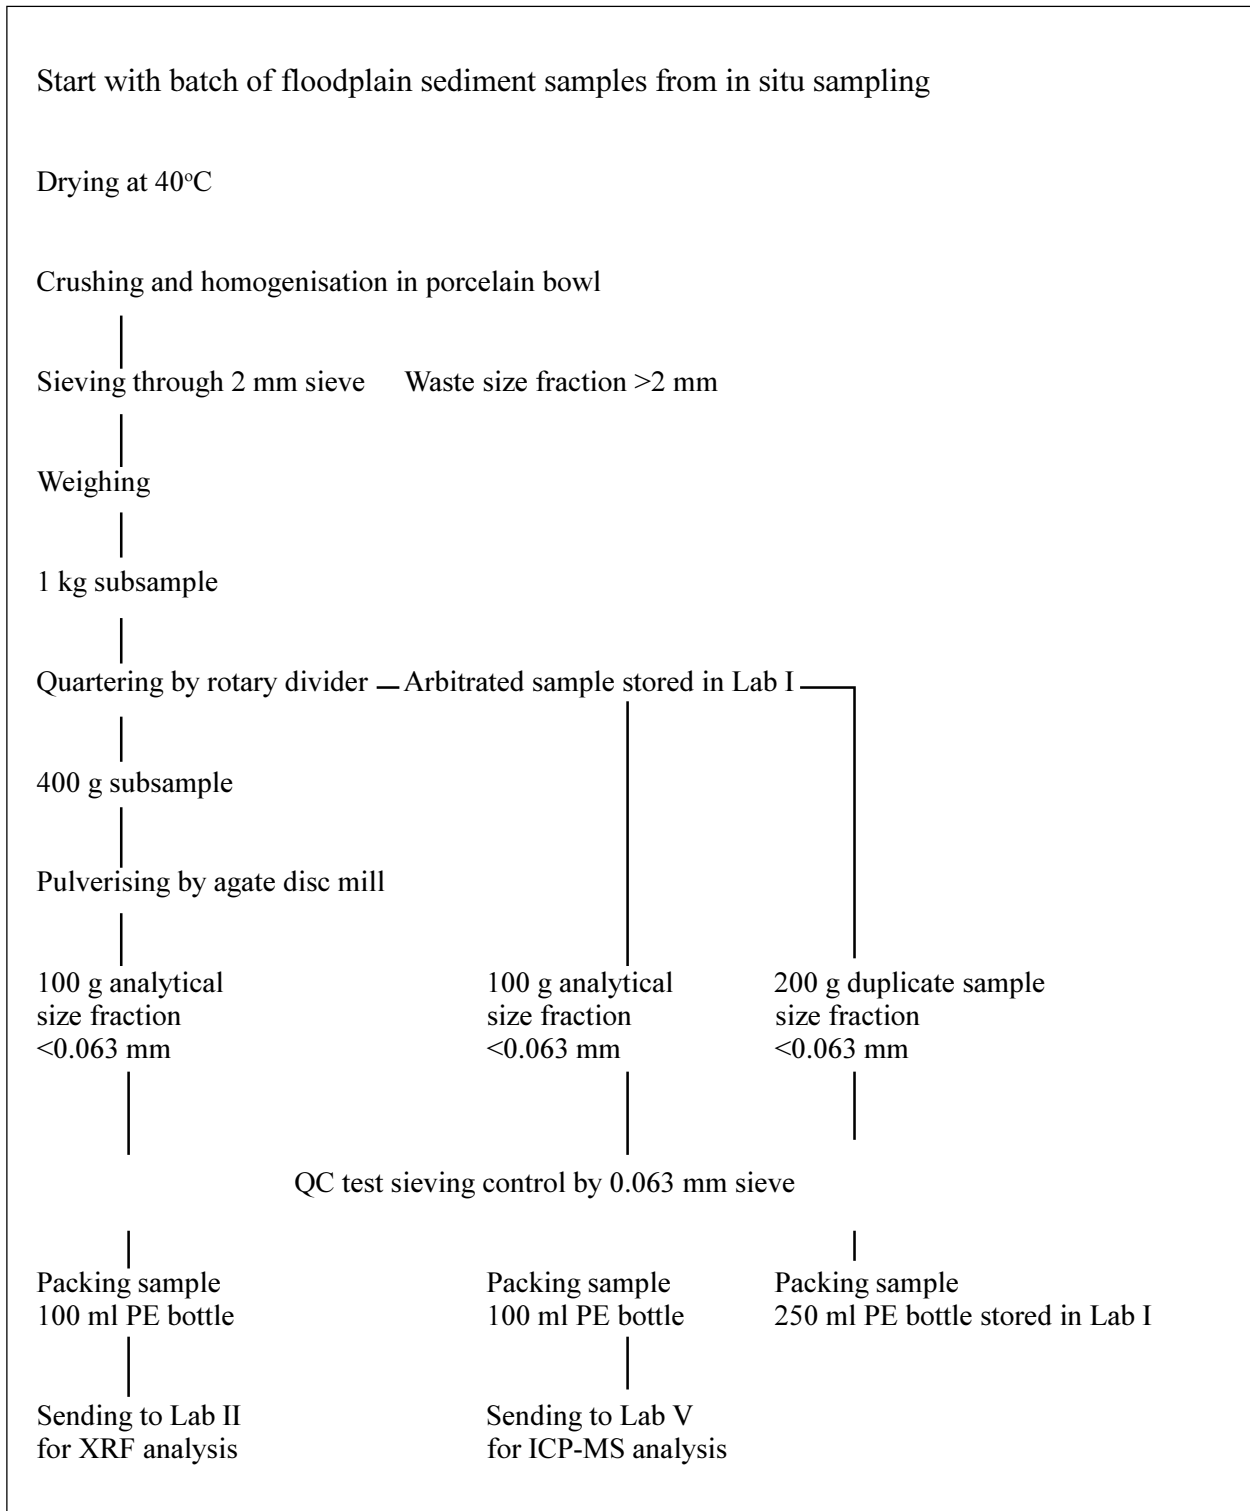 Start with batch of floodplain sediment samples from in situ sampling
Drying at 40°C
Crushing and homogenisation in porcelain bowl
Sieving through 2 mm sieve Waste size fraction >2 mm
Weighing
1 kg subsample
Quartering by rotary divider Arbitrated sample stored in Lab I
400 g subsample
Pulverising by agate disc mill
100 g analytical
size fraction
<0.063 mm
100 g analytical
size fraction
<0.063 mm
200 g duplicate sample
size fraction
<0.063 mm
QC test sieving control by 0.063 mm sieve
Packing sample
100 ml PE bottle
Packing sample
100 ml PE bottle
Packing sample
250 ml PE bottle stored in Lab I
Sending to Lab II
for XRF analysis
Sending to Lab V
for ICP-MS analysis